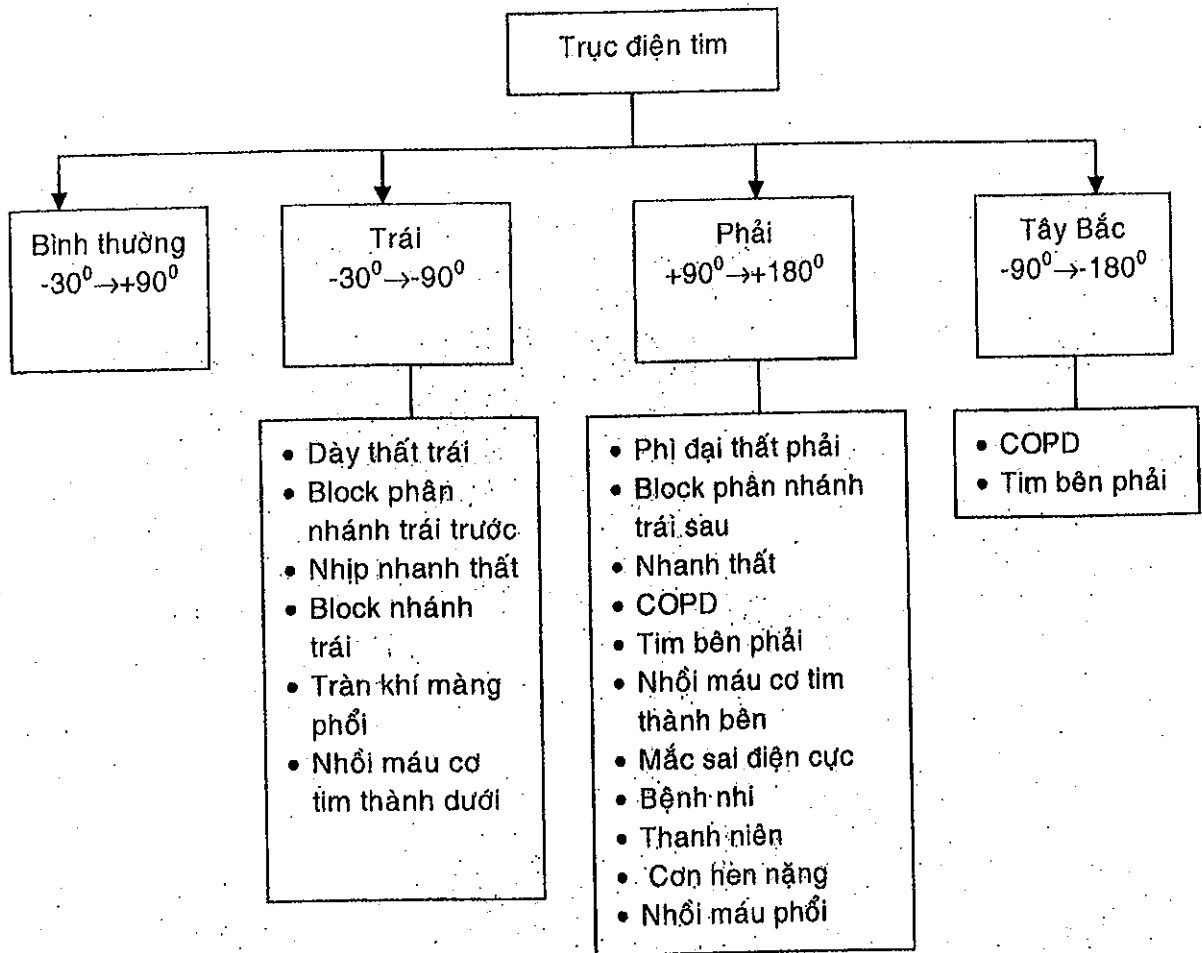 Trục điện tim
Bình thường
-30⁰→+90⁰
Trái
-30⁰→-90⁰
Phải
+90⁰→+180⁰
Tây Bắc
-90⁰→-180⁰
• Dày thất trái
• Block phân
nhánh trái trước
• Nhịp nhanh thất
• Block nhánh
trái
• Tràn khí màng
phổi
• Nhồi máu cơ
tim thành dưới
• Phì đại thất phải
• Block phân nhánh
trái sau
• Nhanh thất
• COPD
• Tim bên phải
• Nhồi máu cơ tim
thành bên
• Mắc sai điện cực
• Bệnh nhi
• Thanh niên
• Cơn hen nặng
• Nhồi máu phổi
• COPD
• Tim bên phải